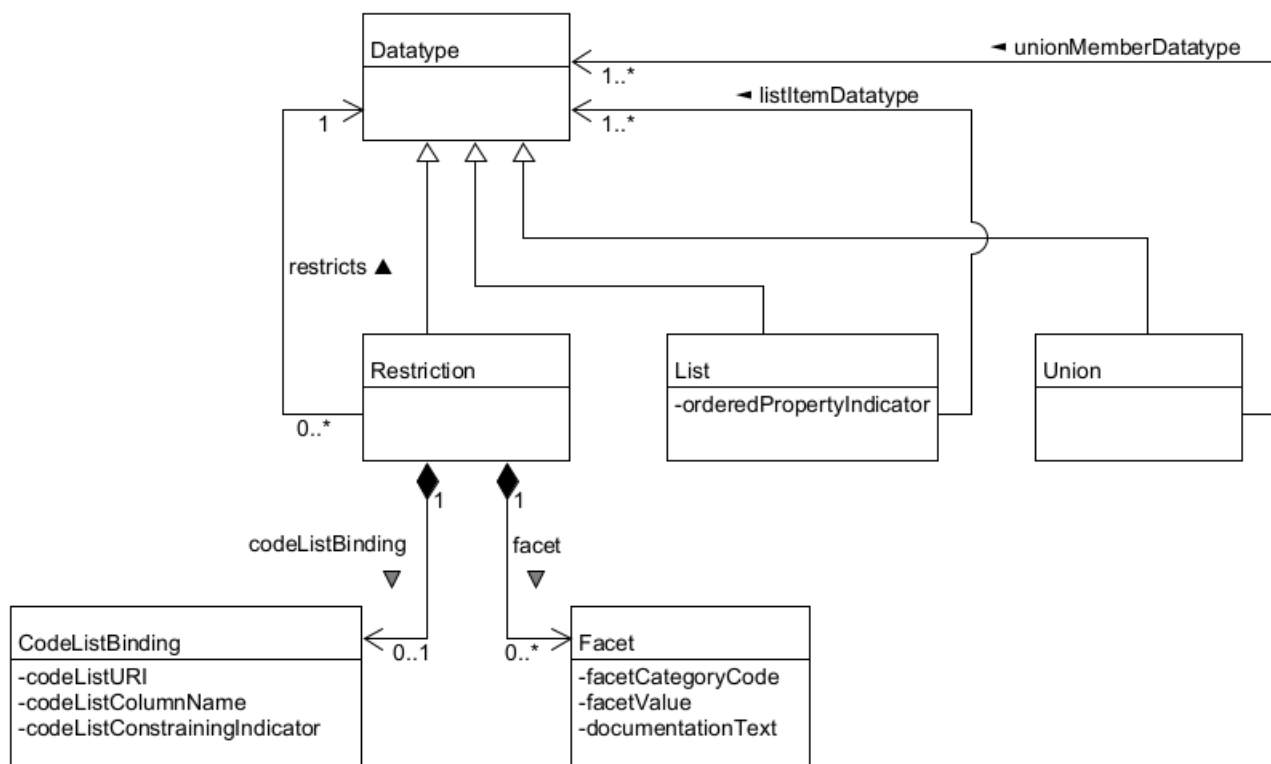 Datatype
◄ unionMemberDatatype
1..*
◄ listItemDatatype
1
1..*
restricts ▲
Restriction
List
Union
-orderedPropertyIndicator
0..*
1
1
codeListBinding
facet
▼
▼
CodeListBinding
0..1
0..*
Facet
-codeListURI
-codeListColumnName
-codeListConstrainingIndicator
-facetCategoryCode
-facetValue
-documentationText